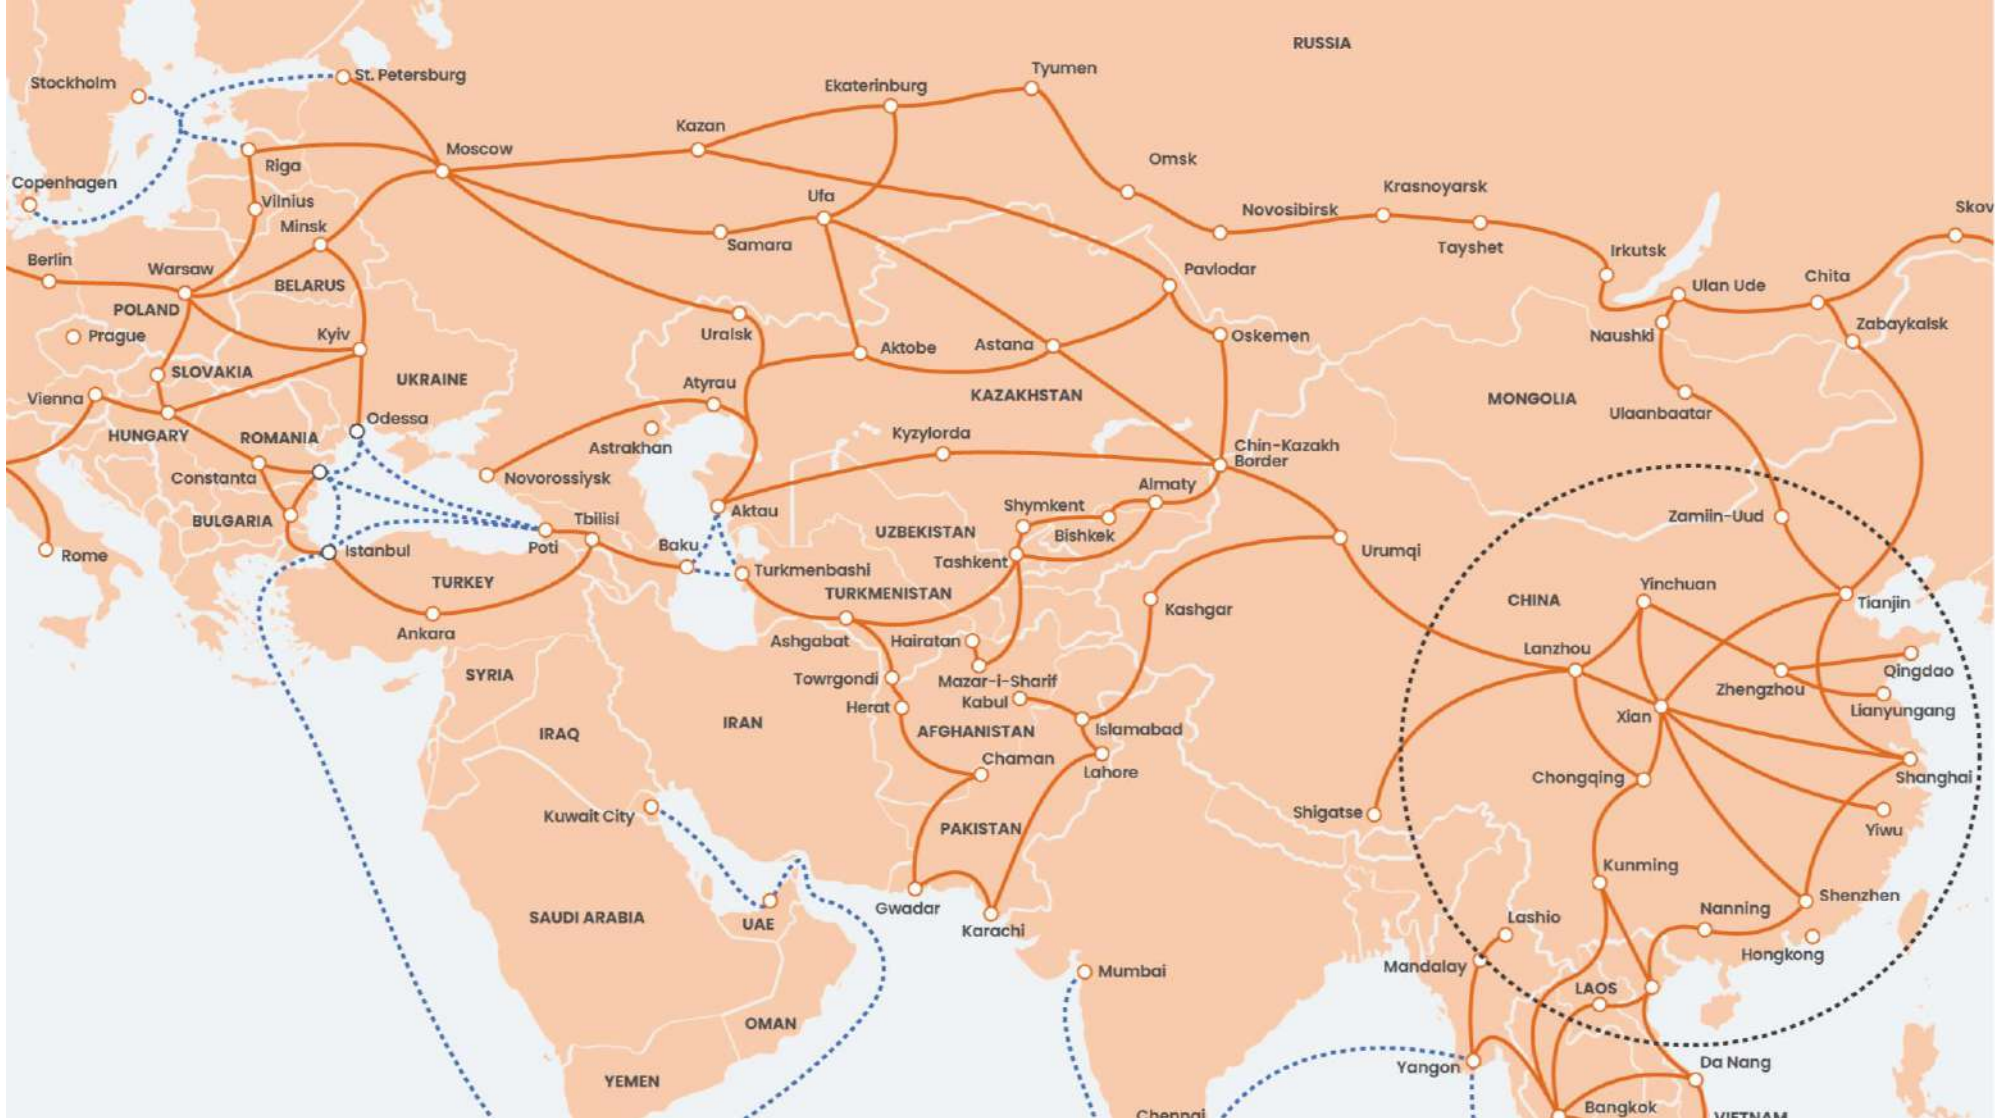 RUSSIA
Tyumen
Stockholm
St. Petersburg
Ekaterinburg
Kazan
Moscow
Omsk
Riga
Copenhagen
Krasnoyarsk
Vilnius
Ufa
Novosibirsk
Skov
Minsk
Samara
Tayshet
Irkutsk
Berlin
Warsaw
Pavlodar
Chita
BELARUS
Ulan Ude
POLAND
Zabaykalsk
Prague
Kyiv
Uralsk
Aktobe
Astana
Oskemen
Naushki
SLOVAKIA
UKRAINE
Atyrau
KAZAKHSTAN
MONGOLIA
Vienna
Ulaanbaatar
Odessa
HUNGARY
ROMANIA
Kyzylorda
Astrakhan
Chin-Kazakh
Border
Constanta
Novorossiysk
Almaty
Shymkent
Aktau
BULGARIA
Tbilisi
Zamiin-Uud
UZBEKISTAN
Bishkek
Istanbul
Poti
Baku
Urumqi
Rome
Tashkent
Turkmenbashi
TURKEY
Yinchuan
TURKMENISTAN
CHINA
Tianjin
Kashgar
Ankara
Ashgabat
Hairatan
Lanzhou
SYRIA
Towrgondi
Mazar-i-Sharif
Qingdao
Zhengzhou
Kabul
Herat
Lianyungang
IRAN
Xian
IRAQ
AFGHANISTAN
Islamabad
Chaman
Lahore
Chongqing
Shanghai
Kuwait City
Shigatse
PAKISTAN
Yiwu
Kunming
Shenzhen
Gwadar
Nanning
SAUDI ARABIA
UAE
Lashio
Karachi
Hongkong
Mandalay
Mumbai
LAOS
OMAN
Da Nang
Yangon
YEMEN
Bangkok
Chennai
VIETNAM